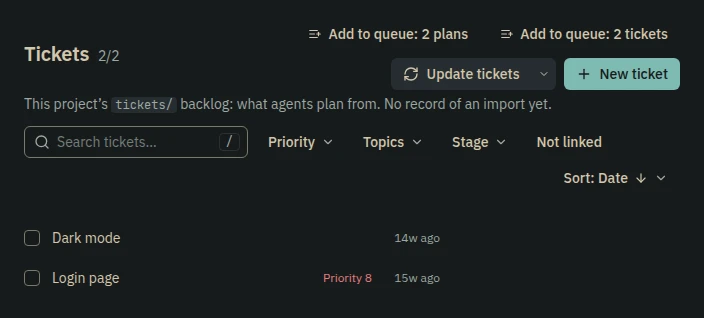 Add to queue: 2 plans
Add to queue: 2 tickets
Tickets 2/2
Update tickets
New ticket
This project's tickets/ backlog: what agents plan from. No record of an import yet.
Search tickets... /
Priority
Topics
Stage
Not linked
Sort: Date
Dark mode 14w ago
Login page Priority 8 15w ago